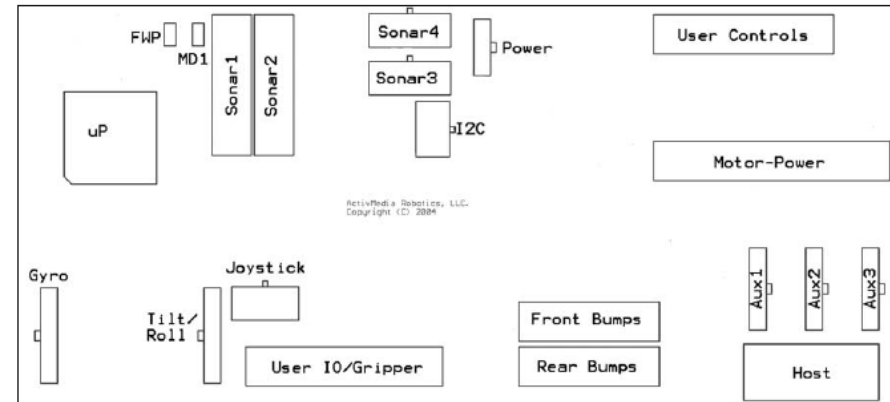 FWP
MD1
Sonar1
Sonar2
Sonar4
Sonar3
Power
I2C
User Controls
uP
Motor-Power
ActivMedia Robotics, LLC.
Copyright (C) 2004
Gyro
Tilt/
Roll
Joystick
User IO/Gripper
Front Bumps
Rear Bumps
Aux1
Aux2
Aux3
Host